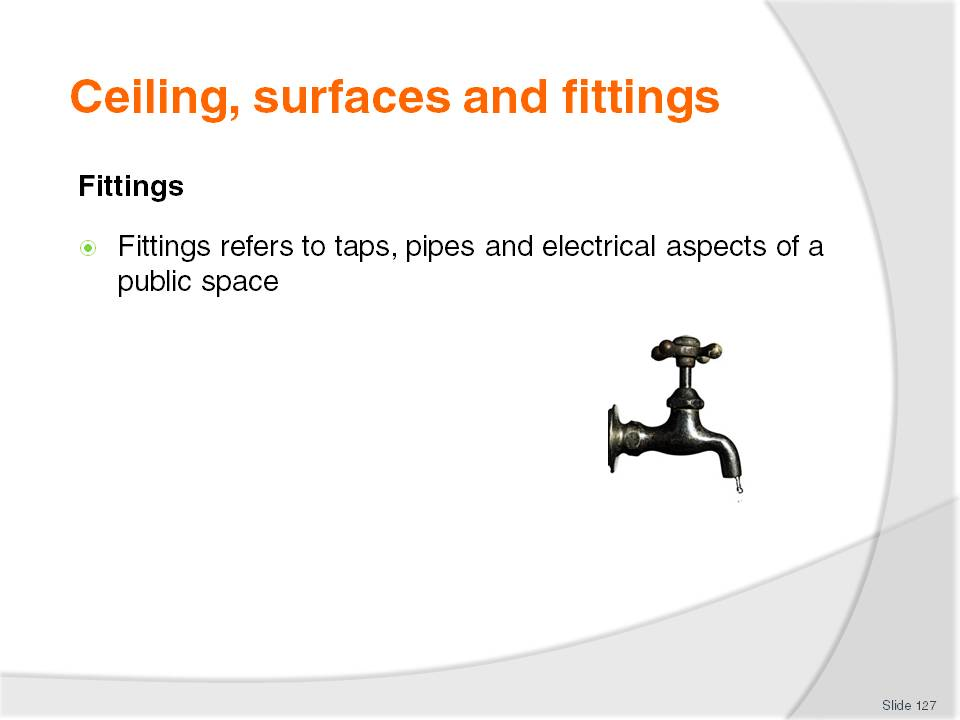 Ceiling, surfaces and fittings
Fittings
Fittings refers to taps, pipes and electrical aspects of a
public space
Slide 127